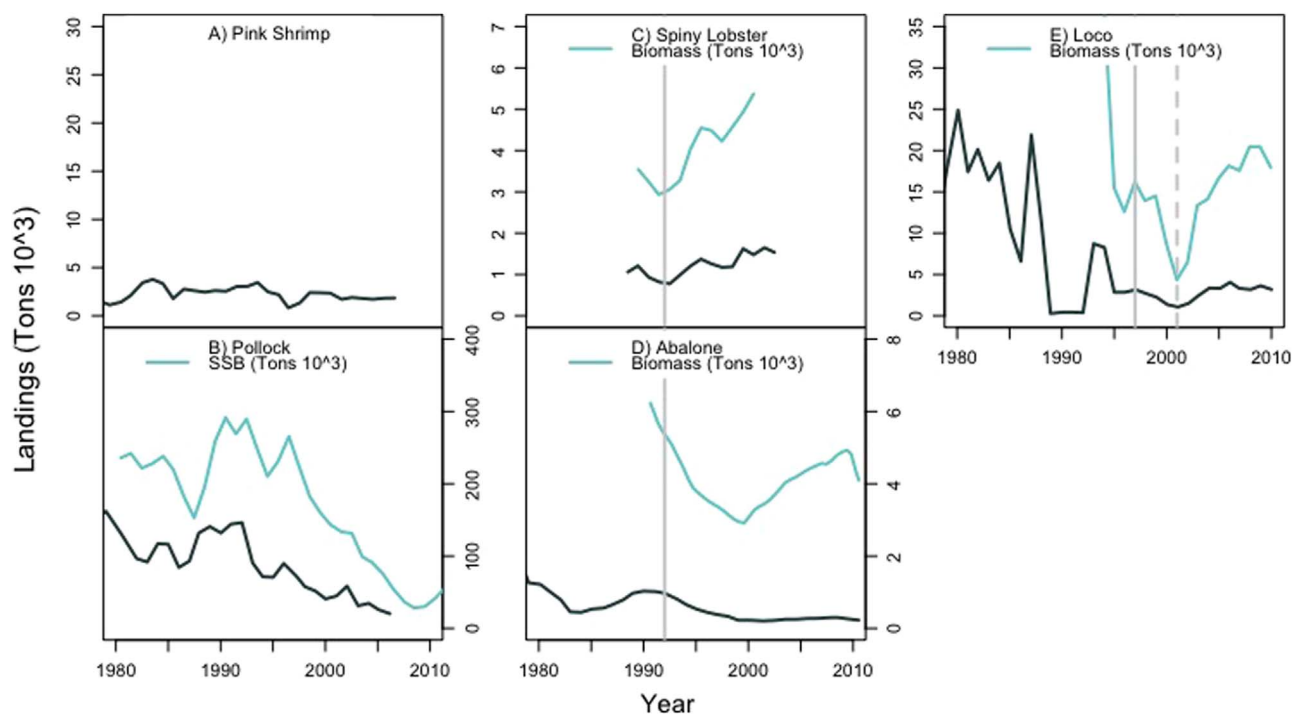 Landings (Tons 10^3)
A) Pink Shrimp
30
25
20
15
10
5
0
B) Pollock
SSB (Tons 10^3)
400
300
200
100
0
1980 1990 2000 2010
C) Spiny Lobster
Biomass (Tons 10^3)
7
6
5
4
3
2
1
0
D) Abalone
Biomass (Tons 10^3)
8
6
4
2
0
1980 1990 2000 2010
E) Loco
Biomass (Tons 10^3)
35
30
25
20
15
10
5
0
1980 1990 2000 2010
Year